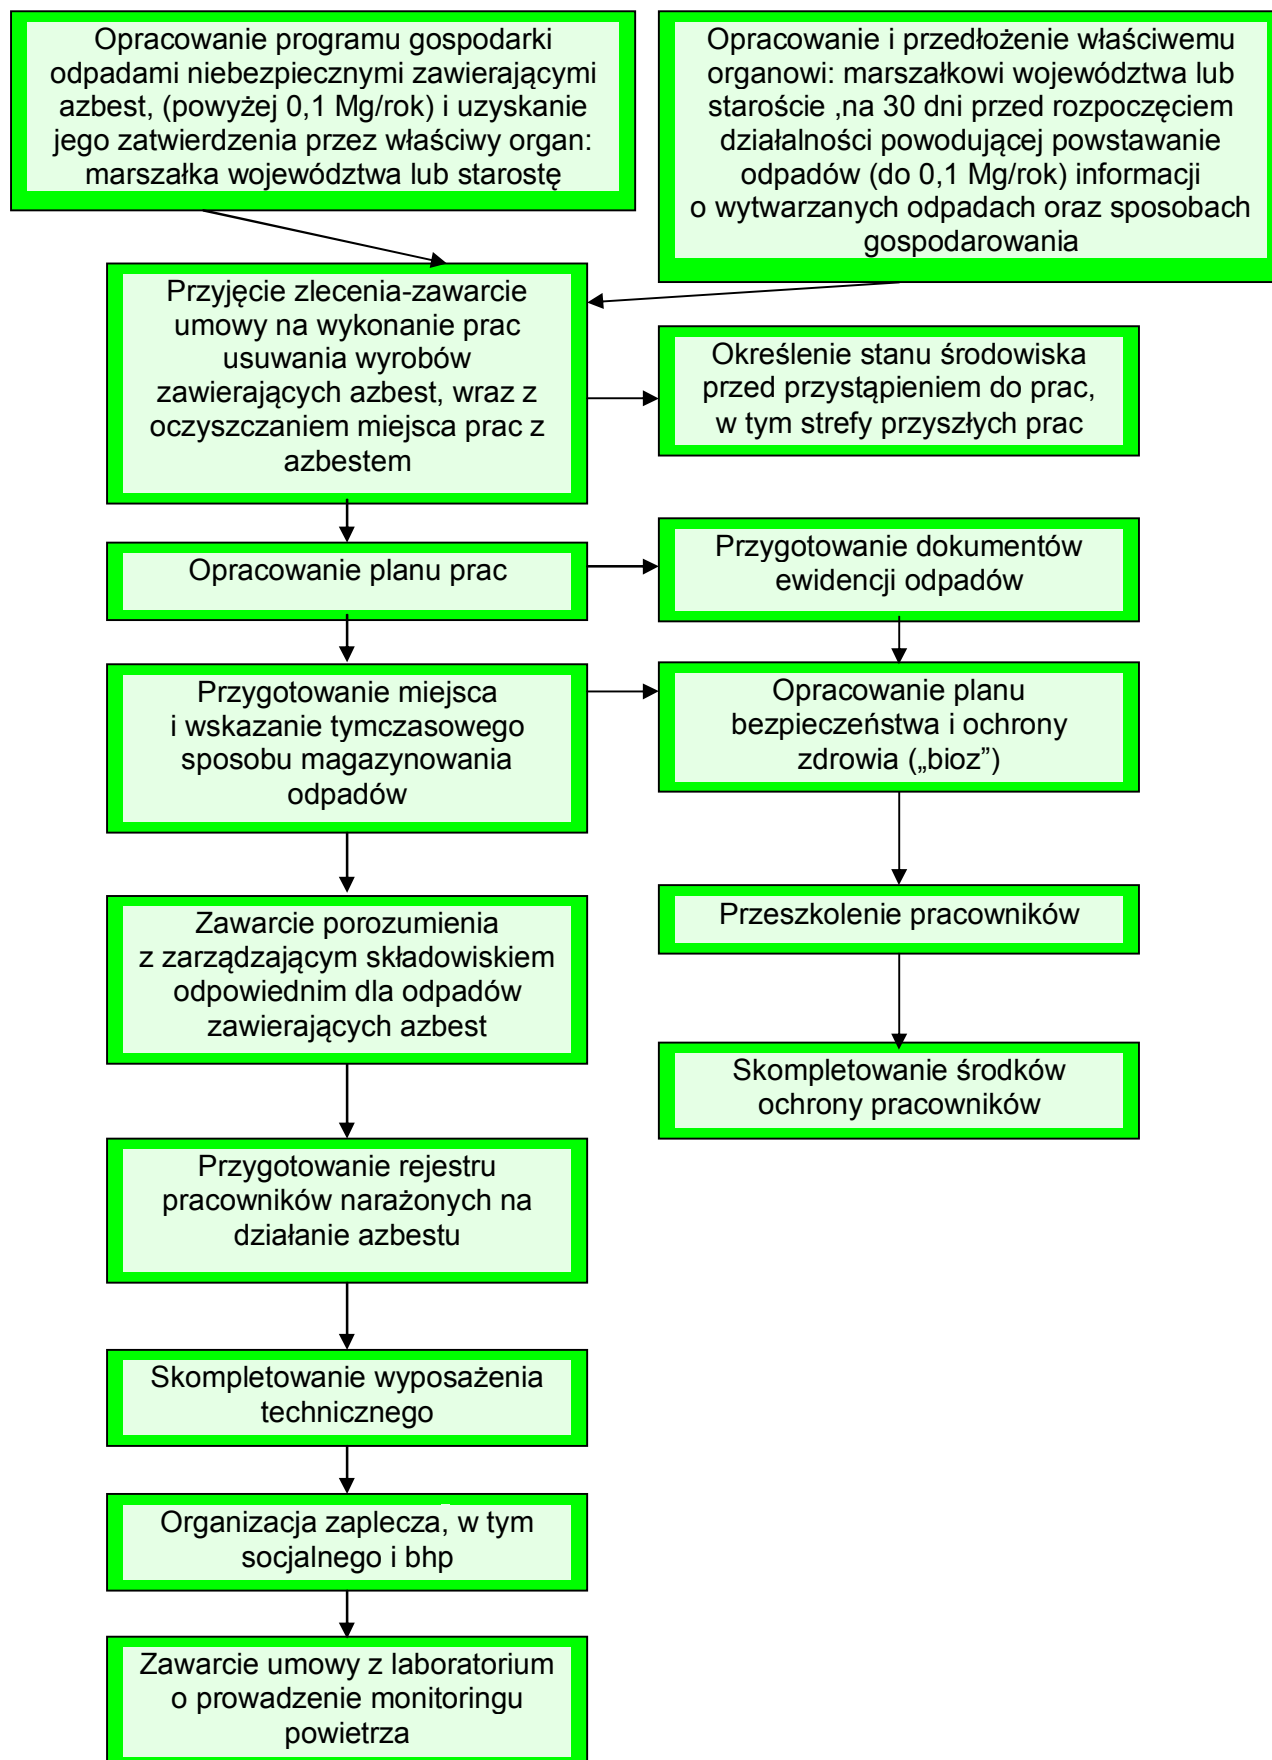 Opracowanie programu gospodarki
odpadami niebezpiecznymi zawierającymi
azbest, (powyżej 0,1 Mg/rok) i uzyskanie
jego zatwierdzenia przez właściwy organ:
marszałka województwa lub starostę
Opracowanie i przedłożenie właściwemu
organowi: marszałkowi województwa lub
staroście ,na 30 dni przed rozpoczęciem
działalności powodującej powstawanie
odpadów (do 0,1 Mg/rok) informacji
o wytwarzanych odpadach oraz sposobach
gospodarowania
Przyjęcie zlecenia-zawarcie
umowy na wykonanie prac
usuwania wyrobów
zawierających azbest, wraz z
oczyszczaniem miejsca prac z
azbestem
Określenie stanu środowiska
przed przystąpieniem do prac,
w tym strefy przyszłych prac
Opracowanie planu prac
Przygotowanie dokumentów
ewidencji odpadów
Przygotowanie miejsca
i wskazanie tymczasowego
sposobu magazynowania
odpadów
Opracowanie planu
bezpieczeństwa i ochrony
zdrowia („bioz”)
Zawarcie porozumienia
z zarządzającym składowiskiem
odpowiednim dla odpadów
zawierających azbest
Przeszkolenie pracowników
Skompletowanie środków
ochrony pracowników
Przygotowanie rejestru
pracowników narażonych na
działanie azbestu
Skompletowanie wyposażenia
technicznego
Organizacja zaplecza, w tym
socjalnego i bhp
Zawarcie umowy z laboratorium
o prowadzenie monitoringu
powietrza